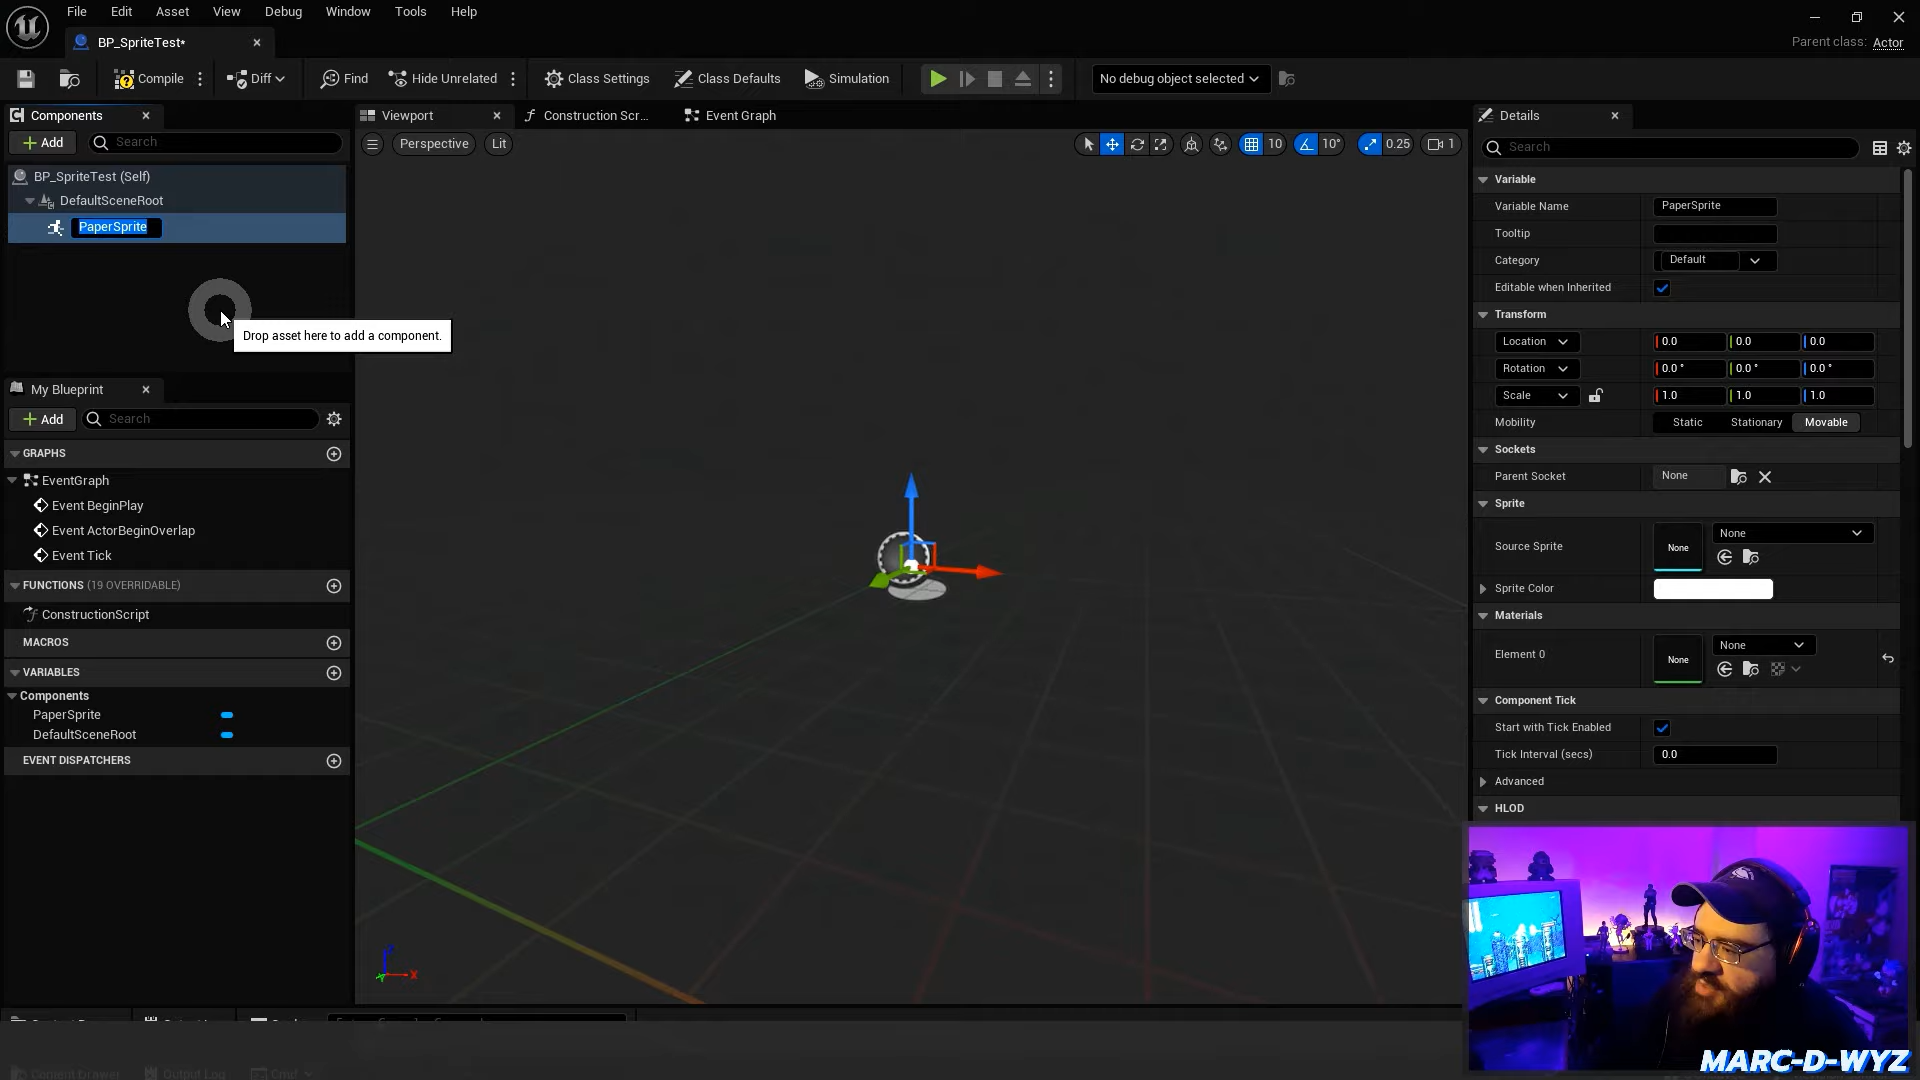 File Edit Asset View Debug Window Tools Help
BP_SpriteTest*
Parent class: Actor
Compile Diff Find Hide Unrelated Class Settings Class Defaults Simulation No debug object selected
Components
Add Search
BP_SpriteTest (Self)
DefaultSceneRoot
PaperSprite
Drop asset here to add a component.
My Blueprint
Add Search
GRAPHS
EventGraph
Event BeginPlay
Event ActorBeginOverlap
Event Tick
FUNCTIONS (19 OVERRIDABLE)
ConstructionScript
MACROS
VARIABLES
Components
PaperSprite
DefaultSceneRoot
EVENT DISPATCHERS
Viewport Construction Scr... Event Graph
Perspective Lit 10 10° 0.25 1
X
Details
Search
Variable
Variable Name PaperSprite
Tooltip
Category Default
Editable when Inherited
Transform
Location 0.0 0.0 0.0
Rotation 0.0 ° 0.0 ° 0.0 °
Scale 1.0 1.0 1.0
Mobility Static Stationary Movable
Sockets
Parent Socket None
Sprite
Source Sprite None None
Sprite Color
Materials
Element 0 None None
Component Tick
Start with Tick Enabled
Tick Interval (secs) 0.0
Advanced
HLOD
Content Drawer Output Log Cmd
MARC-D-WYZ